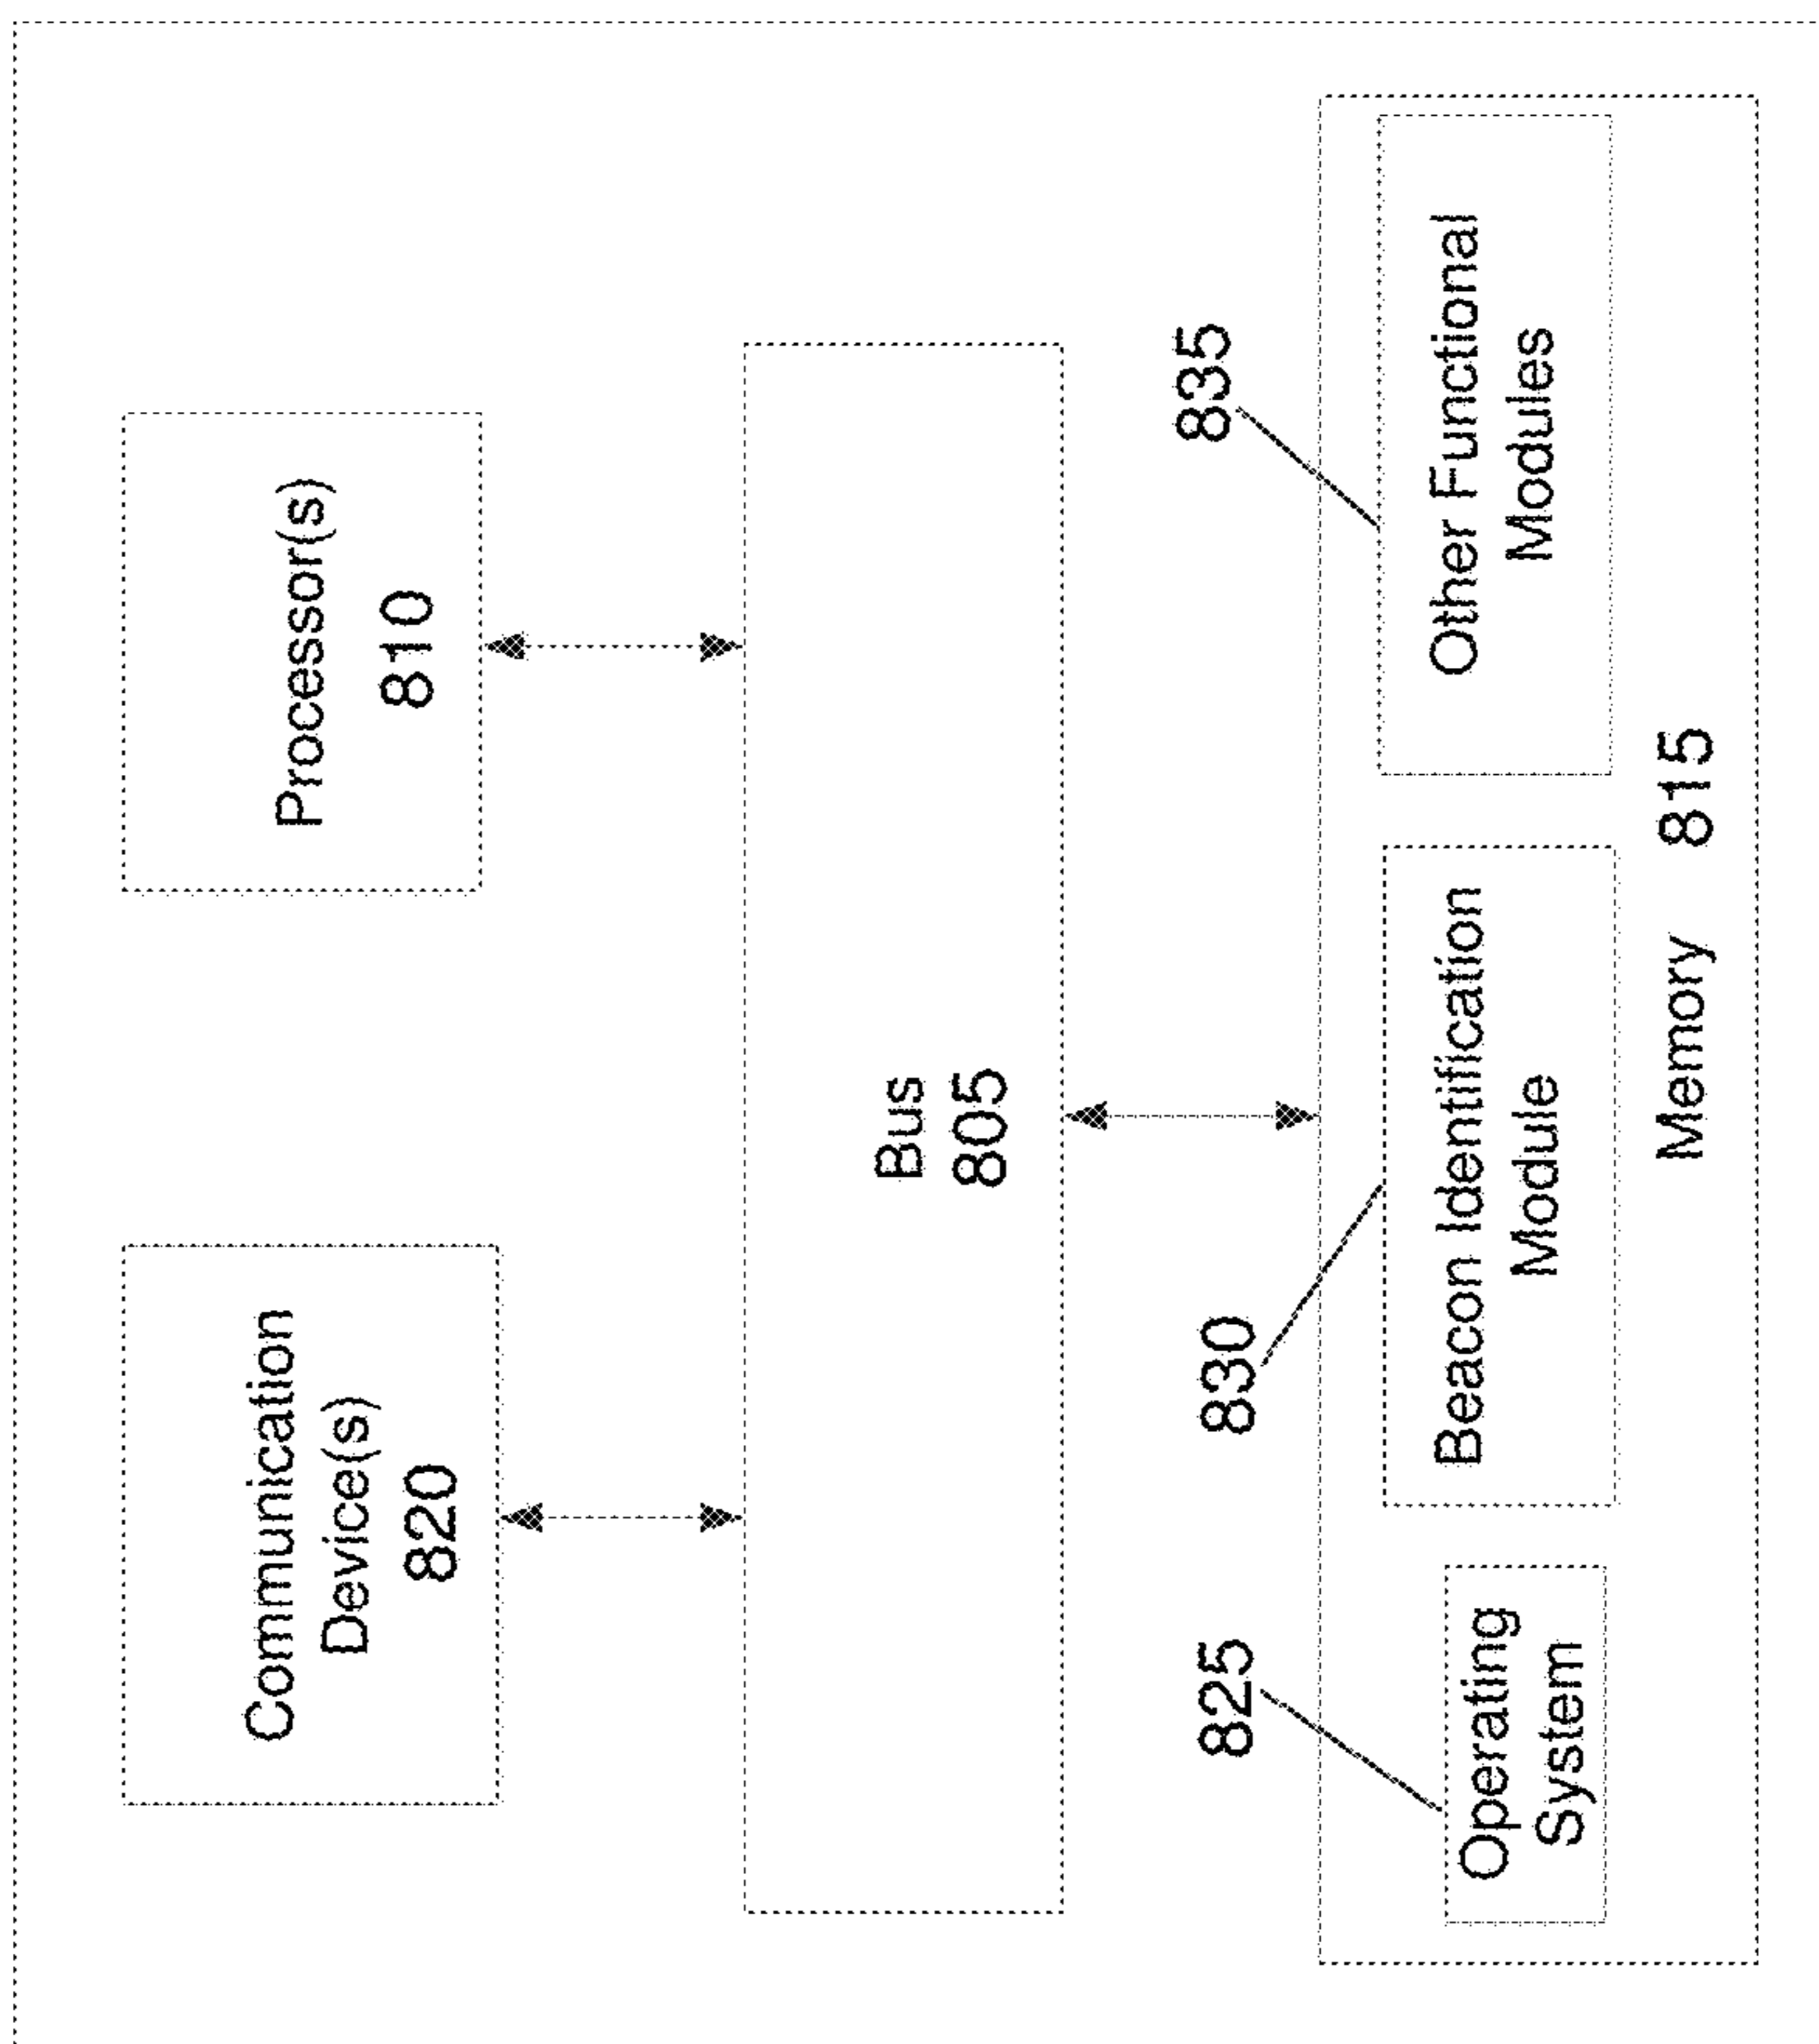 Communication
Device(s)
820
Processor(s)
810
Bus
805
825
830
835
Operating
System
Beacon Identification
Module
Other Functional
Modules
Memory 815